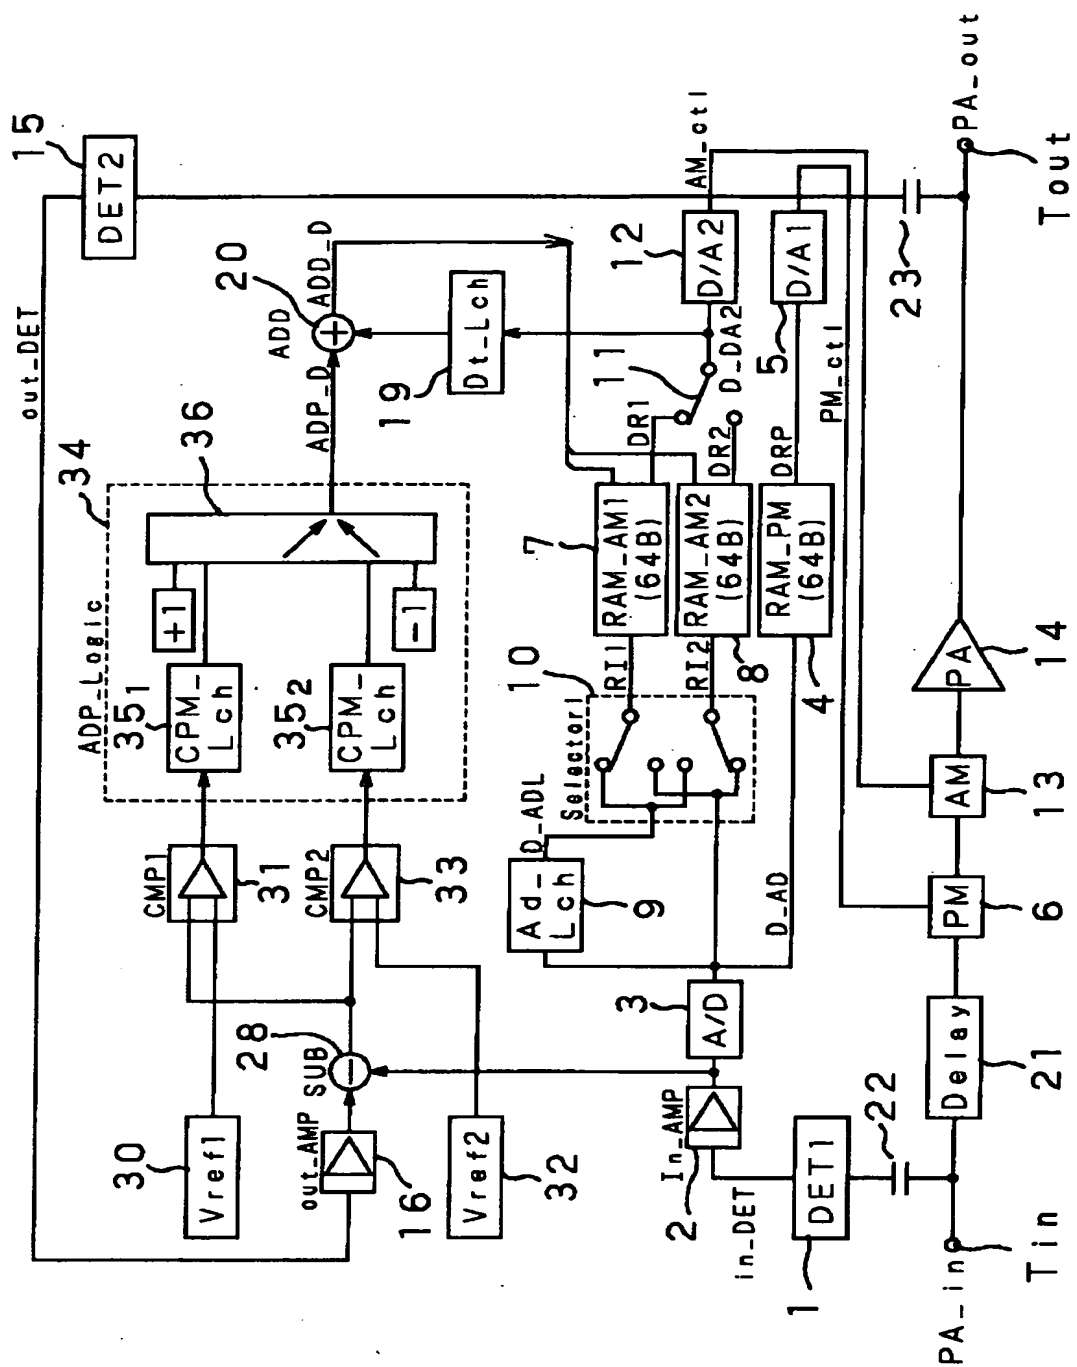 out_DET
15
DET2
ADP_Logic
34
36
35₁
CPM_
Lch
+1
35₂
CPM_
Lch
-1
ADP_D
ADD
20
ADD_D
19
Dt_Lch
CMP1
31
CMP2
33
30
Vref1
out_AMP
16
SUB
28
Vref2
32
Ad_
Lch
9
D_ADL
Selector1
10
RI1
RI2
7
RAM_AM1
(64B)
RAM_AM2
(64B)
8
RAM_PM
(64B)
4
DR1
DR2
DRP
11
D_DA2
12
D/A2
AM_ctl
5
D/A1
PM_ctl
In_AMP
2
3
A/D
D_AD
in_DET
DET1
1
22
23
PA_in
Tin
Delay
21
PM
6
AM
13
PA
14
PA_out
Tout